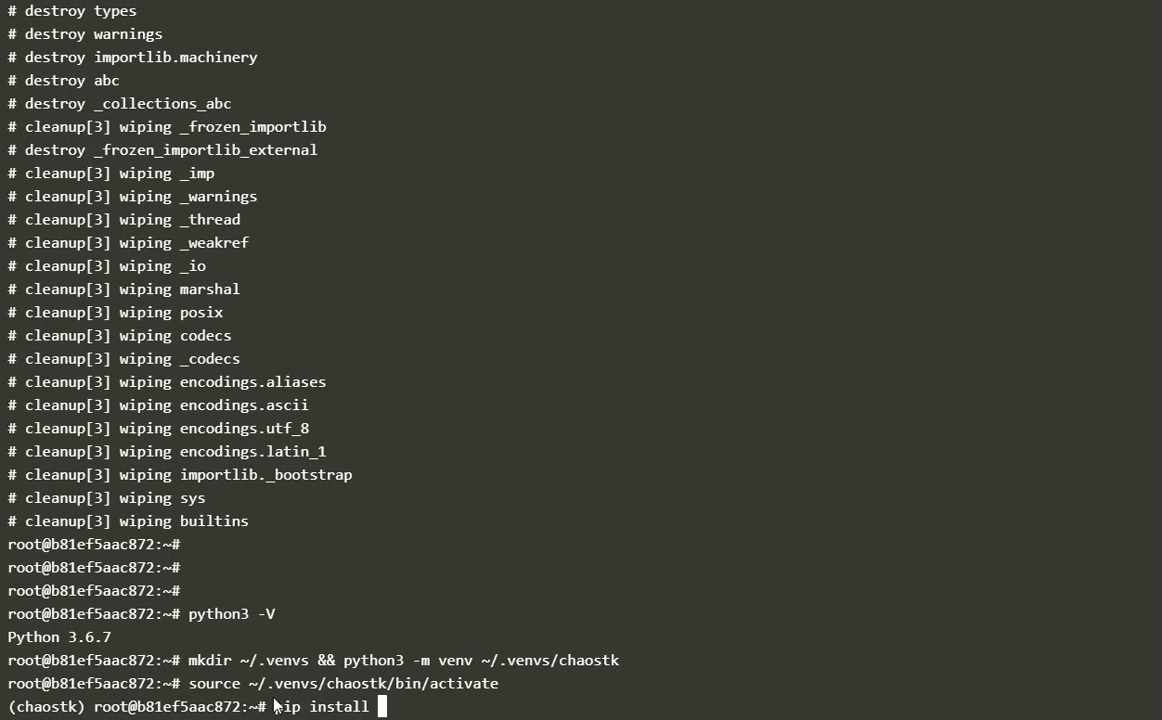 # destroy types
# destroy warnings
# destroy importlib.machinery
# destroy abc
# destroy _collections_abc
# cleanup[3] wiping _frozen_importlib
# destroy _frozen_importlib_external
# cleanup[3] wiping _imp
# cleanup[3] wiping _warnings
# cleanup[3] wiping _thread
# cleanup[3] wiping _weakref
# cleanup[3] wiping _io
# cleanup[3] wiping marshal
# cleanup[3] wiping posix
# cleanup[3] wiping codecs
# cleanup[3] wiping _codecs
# cleanup[3] wiping encodings.aliases
# cleanup[3] wiping encodings.ascii
# cleanup[3] wiping encodings.utf_8
# cleanup[3] wiping encodings.latin_1
# cleanup[3] wiping importlib._bootstrap
# cleanup[3] wiping sys
# cleanup[3] wiping builtins
root@b81ef5aac872:~#
root@b81ef5aac872:~#
root@b81ef5aac872:~#
root@b81ef5aac872:~# python3 -V
Python 3.6.7
root@b81ef5aac872:~# mkdir ~/.venvs && python3 -m venv ~/.venvs/chaostk
root@b81ef5aac872:~# source ~/.venvs/chaostk/bin/activate
(chaostk) root@b81ef5aac872:~# pip install